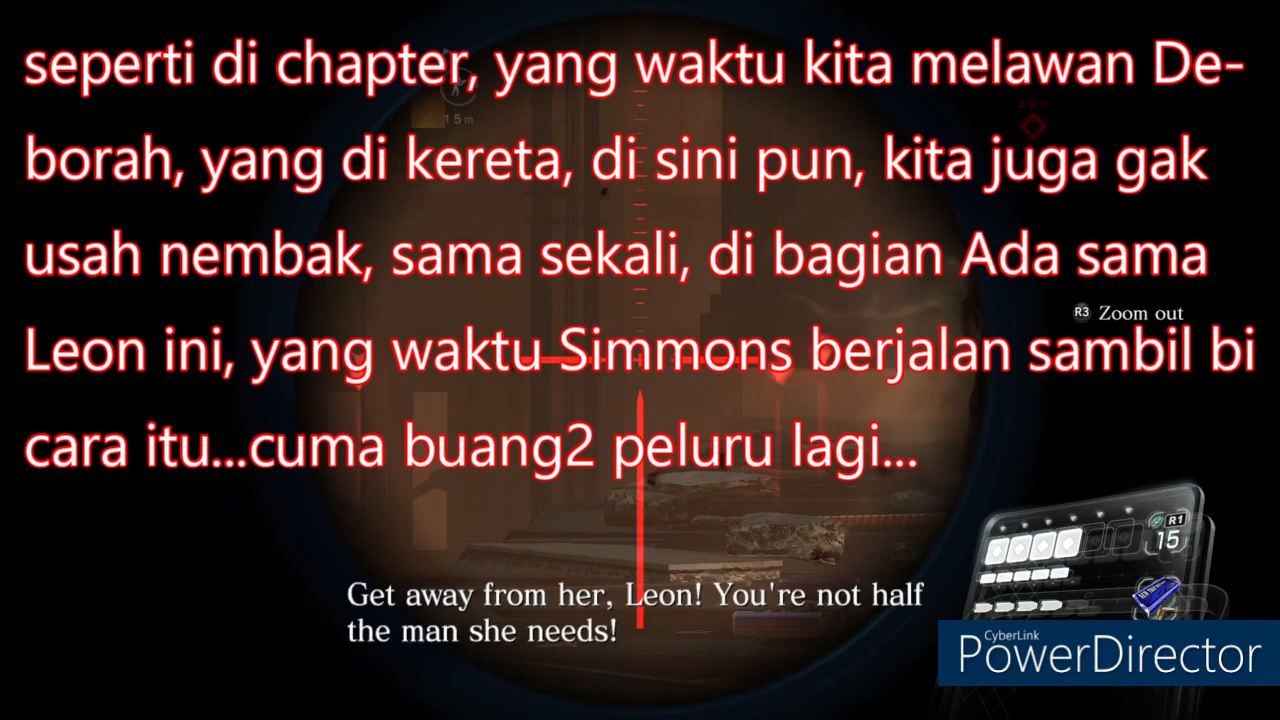 seperti di chapter, yang waktu kita melawan De-
15m
borah, yang di kereta, di sini pun, kita juga gak
usah nembak, sama sekali, di bagian Ada sama
R3 Zoom out
Leon ini, yang waktu Simmons berjalan sambil bi
cara itu...cuma buang2 peluru lagi...
R1
15
Get away from her, Leon! You're not half
the man she needs!
CyberLink
PowerDirector